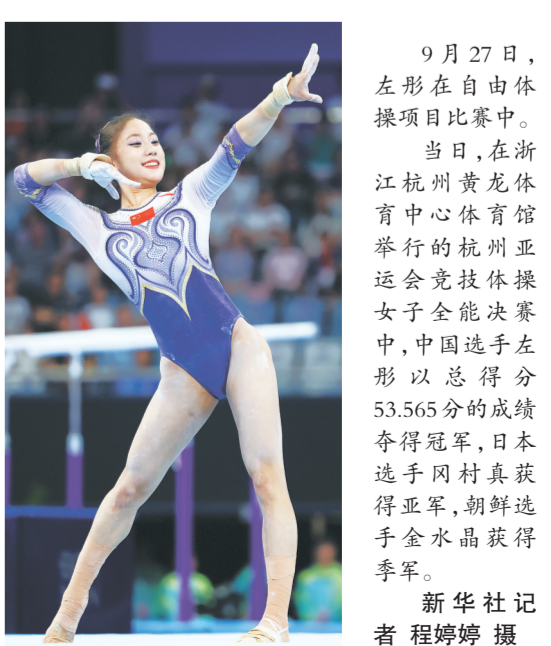 9月27日，
左彤在自由体
操项目比赛中。
当日，在浙
江杭州黄龙体
育中心体育馆
举行的杭州亚
运会竞技体操
女子全能决赛
中，中国选手左
彤以总得分
53.565分的成绩
夺得冠军，日本
选手冈村真获
得亚军，朝鲜选
手金水晶获得
季军。
新华社记
者 程婷婷 摄